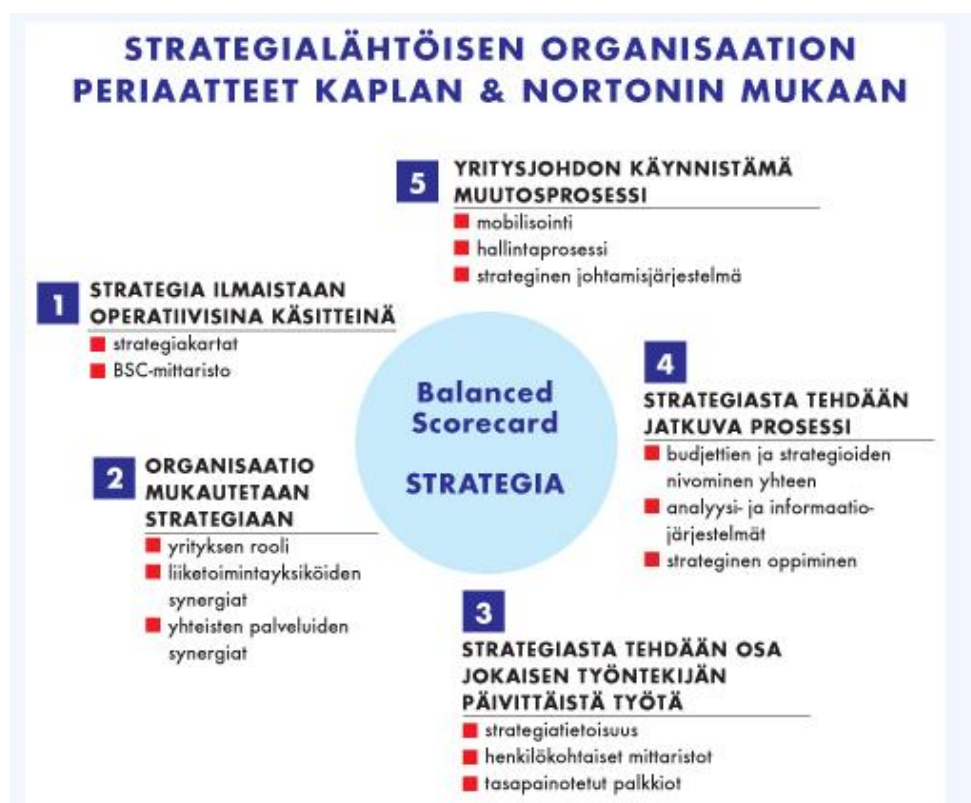 STRATEGIALÄHTÖISEN ORGANISAATION
PERIAATTEET KAPLAN & NORTONIN MUKAAN
5
YRITYSJOHDON KÄYNNISTÄMÄ
MUUTOSPROSESSI
mobilisointi
hallintaprosessi
strateginen johtamisjärjestelmä
1
STRATEGIA ILMAISTAAN
OPERATIIVISINA KÄSITTEINÄ
strategiakartat
BSC-mittaristo
Balanced
Scorecard
STRATEGIA
4
STRATEGIASTA TEHDÄÄN
JATKUVA PROSESSI
budjettien ja strategioiden
nivominen yhteen
analyysi- ja informaatio-
järjestelmät
strateginen oppiminen
2
ORGANISAATIO
MUKAUTETAAN
STRATEGIAAN
yrityksen rooli
liiketoimintayksiköiden
synergiat
yhteisten palveluiden
synergiat
3
STRATEGIASTA TEHDÄÄN OSA
JOKAISEN TYÖNTEKIJÄN
PÄIVITTÄISTÄ TYÖTÄ
strategiatietoisuus
henkilökohtaiset mittaristot
tasapainotetut palkkiot